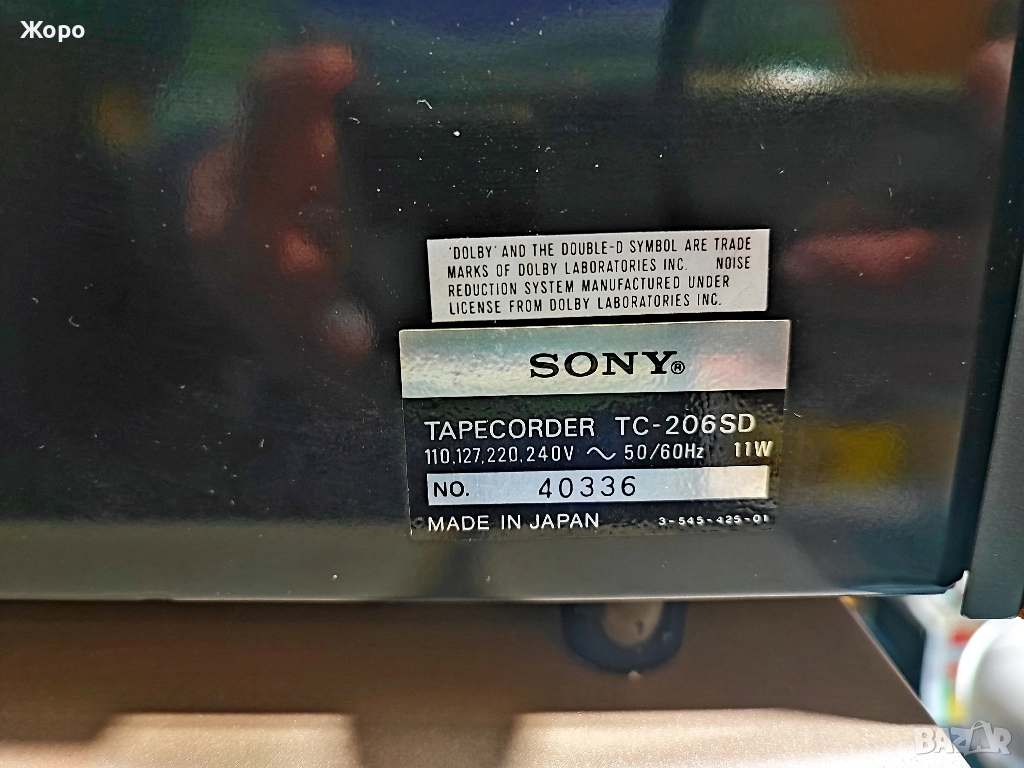 Жоро
'DOLBY' AND THE DOUBLE-D SYMBOL ARE TRADE
MARKS OF DOLBY LABORATORIES INC. NOISE
REDUCTION SYSTEM MANUFACTURED UNDER
LICENSE FROM DOLBY LABORATORIES INC.
SONY®
TAPECORDER TC-206SD
110,127,220,240V ~ 50/60Hz 11W
NO. 40336
MADE IN JAPAN 3-545-425-01
BAZAR